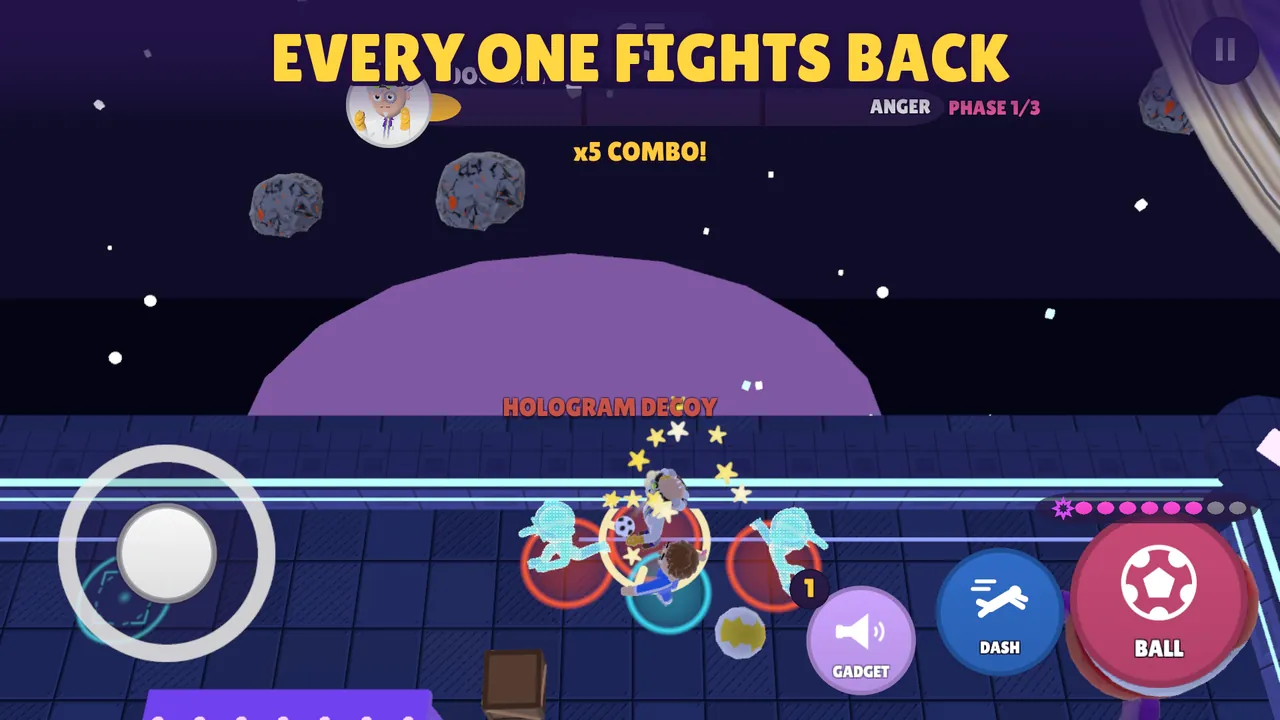 EVERY ONE FIGHTS BACK
ANGER PHASE 1/3
x5 COMBO!
HOLOGRAM DECOY
1
GADGET
DASH
BALL